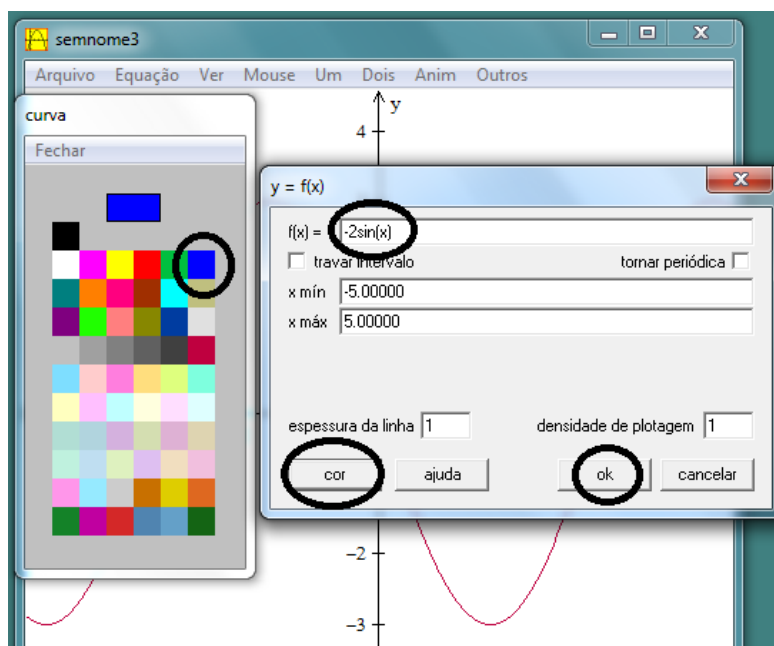 semnome3
Arquivo Equação Ver Mouse Um Dois Anim Outros
curva
Fechar
y
4
y = f(x)
f(x) = -2sin(x)
travar intervalo tornar periódica
x mín -5.00000
x máx 5.00000
espessura da linha 1 densidade de plotagem 1
cor ajuda ok cancelar
−2
−3